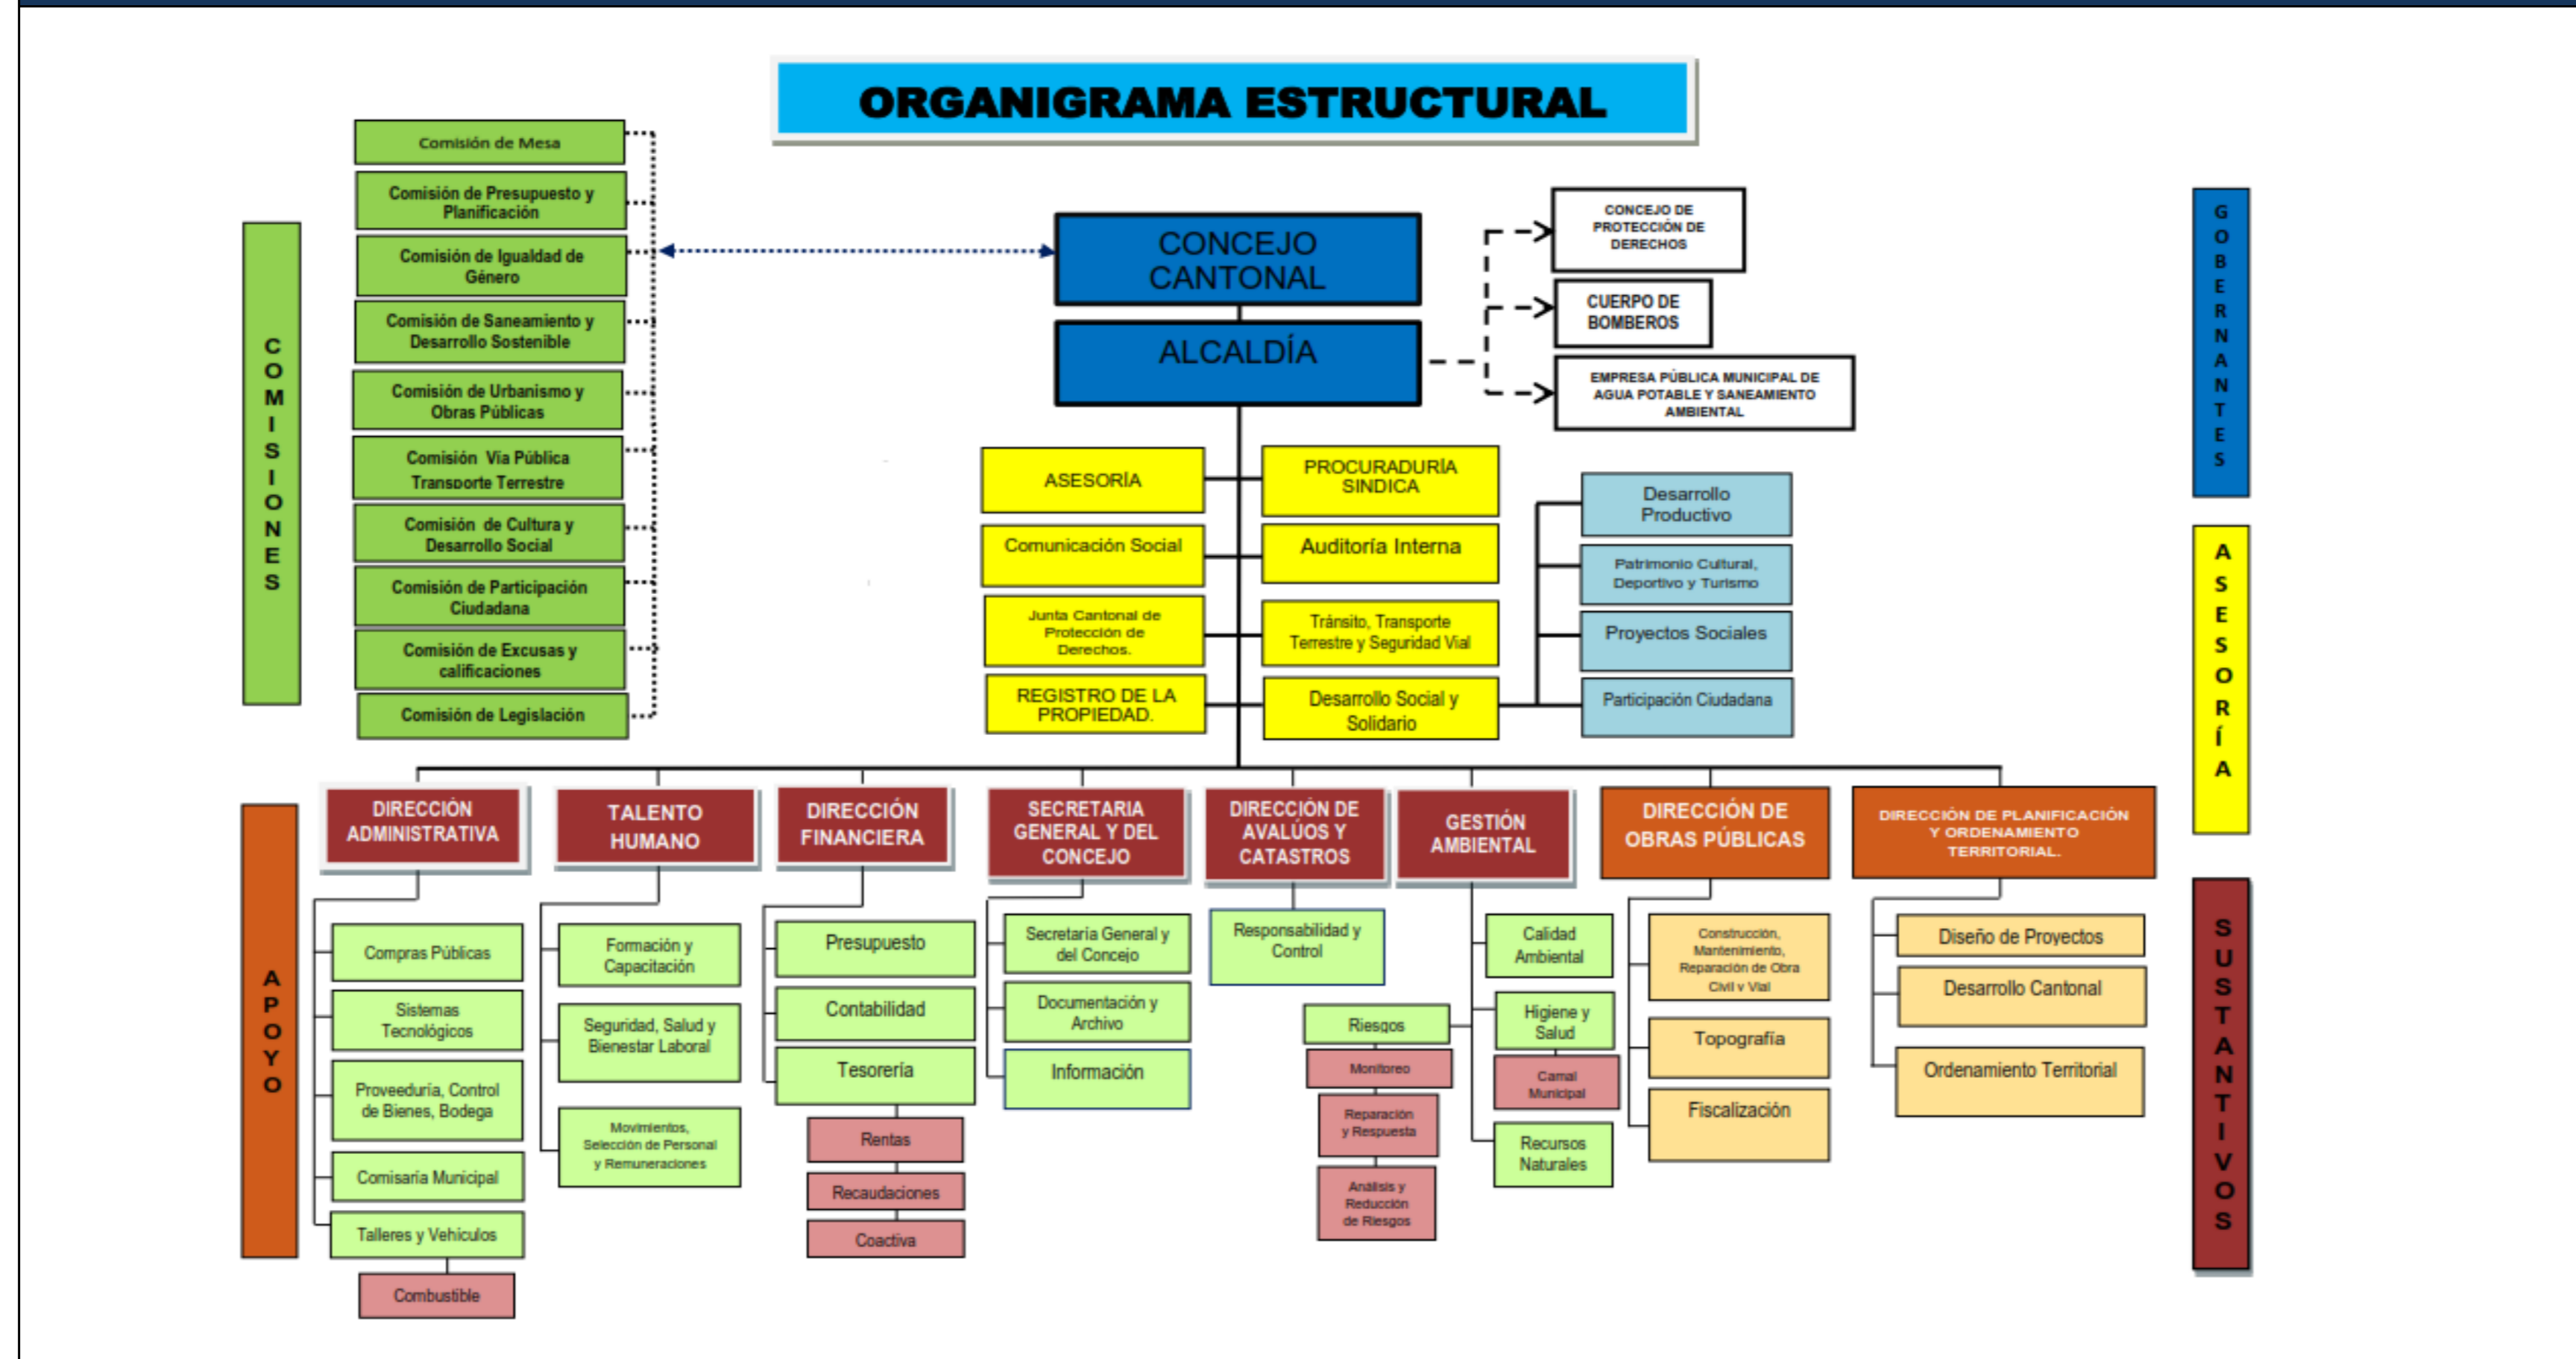 ORGANIGRAMA ESTRUCTURAL
COMISIONES
Comisión de Mesa
Comisión de Presupuesto y
Planificación
Comisión de Igualdad de
Género
Comisión de Saneamiento y
Desarrollo Sostenible
Comisión de Urbanismo y
Obras Públicas
Comisión Vía Pública
Transporte Terrestre
Comisión de Cultura y
Desarrollo Social
Comisión de Participación
Ciudadana
Comisión de Excusas y
calificaciones
Comisión de Legislación
CONCEJO
CANTONAL
ALCALDÍA
CONCEJO DE
PROTECCIÓN DE
DERECHOS
CUERPO DE
BOMBEROS
EMPRESA PÚBLICA MUNICIPAL DE
AGUA POTABLE Y SANEAMIENTO
AMBIENTAL
GOBERNANTES
ASESORÍA
PROCURADURÍA
SINDICA
Comunicación Social
Auditoría Interna
Junta Cantonal de
Protección de
Derechos.
Tránsito, Transporte
Terrestre y Seguridad Vial
REGISTRO DE LA
PROPIEDAD.
Desarrollo Social y
Solidario
Desarrollo
Productivo
Patrimonio Cultural,
Deportivo y Turismo
Proyectos Sociales
Participación Ciudadana
ASESORÍA
APOYO
DIRECCIÓN
ADMINISTRATIVA
Compras Públicas
Sistemas
Tecnológicos
Proveeduría, Control
de Bienes, Bodega
Comisaría Municipal
Talleres y Vehículos
Combustible
TALENTO
HUMANO
Formación y
Capacitación
Seguridad, Salud y
Bienestar Laboral
Movimientos,
Selección de Personal
y Remuneraciones
DIRECCIÓN
FINANCIERA
Presupuesto
Contabilidad
Tesorería
Rentas
Recaudaciones
Coactiva
SECRETARIA
GENERAL Y DEL
CONCEJO
Secretaría General y
del Concejo
Documentación y
Archivo
Información
DIRECCIÓN DE
AVALÚOS Y
CATASTROS
Responsabilidad y
Control
GESTIÓN
AMBIENTAL
Calidad
Ambiental
Riesgos
Monitoreo
Reparación
y Respuesta
Análisis y
Reducción
de Riesgos
Higiene y
Salud
Camal
Municipal
Recursos
Naturales
DIRECCIÓN DE
OBRAS PÚBLICAS
Construcción,
Mantenimiento,
Reparación de Obra
Civil y Vial
Topografía
Fiscalización
DIRECCIÓN DE PLANIFICACIÓN
Y ORDENAMIENTO
TERRITORIAL.
Diseño de Proyectos
Desarrollo Cantonal
Ordenamiento Territorial
SUSTANTIVOS